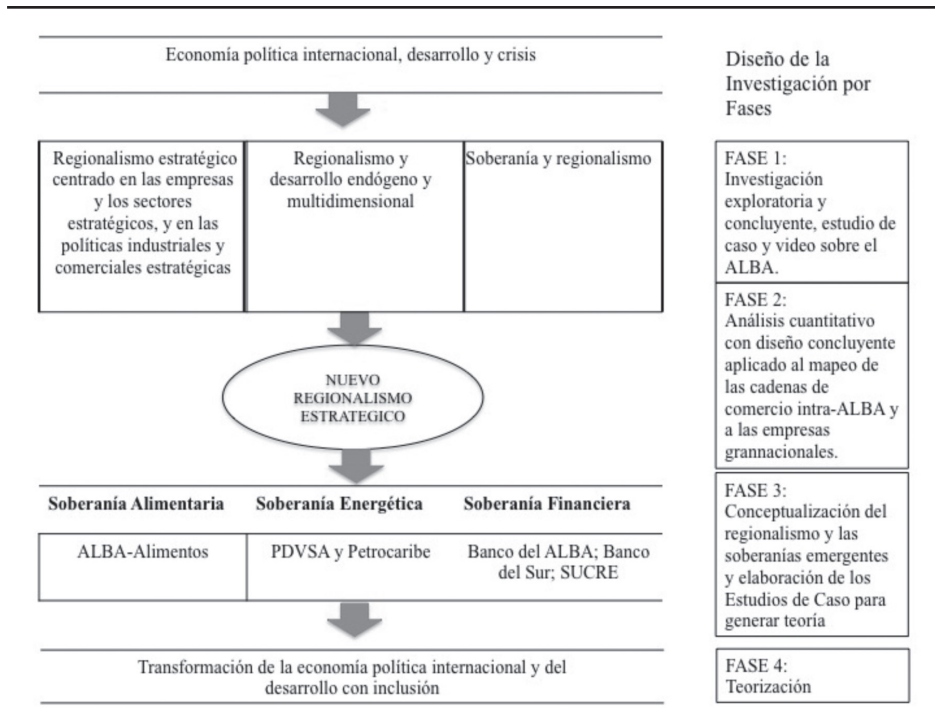 Economía política internacional, desarrollo y crisis
Regionalismo estratégico
centrado en las empresas
y los sectores
estratégicos, y en las
políticas industriales y
comerciales estratégicas
Regionalismo y
desarrollo endógeno y
multidimensional
Soberanía y regionalismo
NUEVO
REGIONALISMO
ESTRATEGICO
Soberanía Alimentaria
Soberanía Energética
Soberanía Financiera
ALBA-Alimentos
PDVSA y Petrocaribe
Banco del ALBA; Banco
del Sur; SUCRE
Transformación de la economía política internacional y del
desarrollo con inclusión
Diseño de la
Investigación por
Fases
FASE 1:
Investigación
exploratoria y
concluyente, estudio de
caso y video sobre el
ALBA.
FASE 2:
Análisis cuantitativo
con diseño concluyente
aplicado al mapeo de
las cadenas de
comercio intra-ALBA y
a las empresas
grannacionales.
FASE 3:
Conceptualización del
regionalismo y las
soberanías emergentes
y elaboración de los
Estudios de Caso para
generar teoría
FASE 4:
Teorización